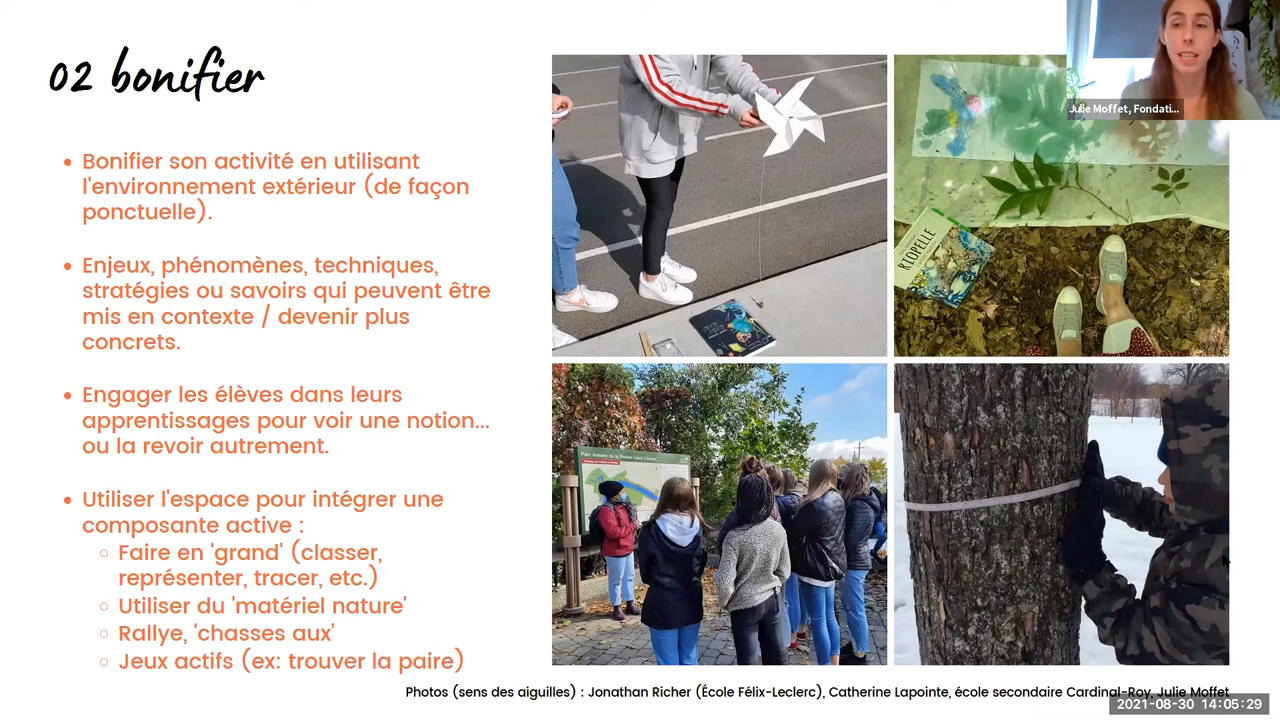 02 bonifier
Bonifier son activité en utilisant
l'environnement extérieur (de façon
ponctuelle).
Enjeux, phénomènes, techniques,
stratégies ou savoirs qui peuvent être
mis en contexte / devenir plus
concrets.
Engager les élèves dans leurs
apprentissages pour voir une notion...
ou la revoir autrement.
Utiliser l'espace pour intégrer une
composante active :
Faire en 'grand' (classer,
représenter, tracer, etc.)
Utiliser du 'matériel nature'
Rallye, 'chasses aux'
Jeux actifs (ex: trouver la paire)
Julie Moffet, Fondati...
RIOPELLE
Photos (sens des aiguilles) : Jonathan Richer (École Félix-Leclerc), Catherine Lapointe, école secondaire Cardinal-Roy, Julie Moffet
2021-08-30 14:05:29